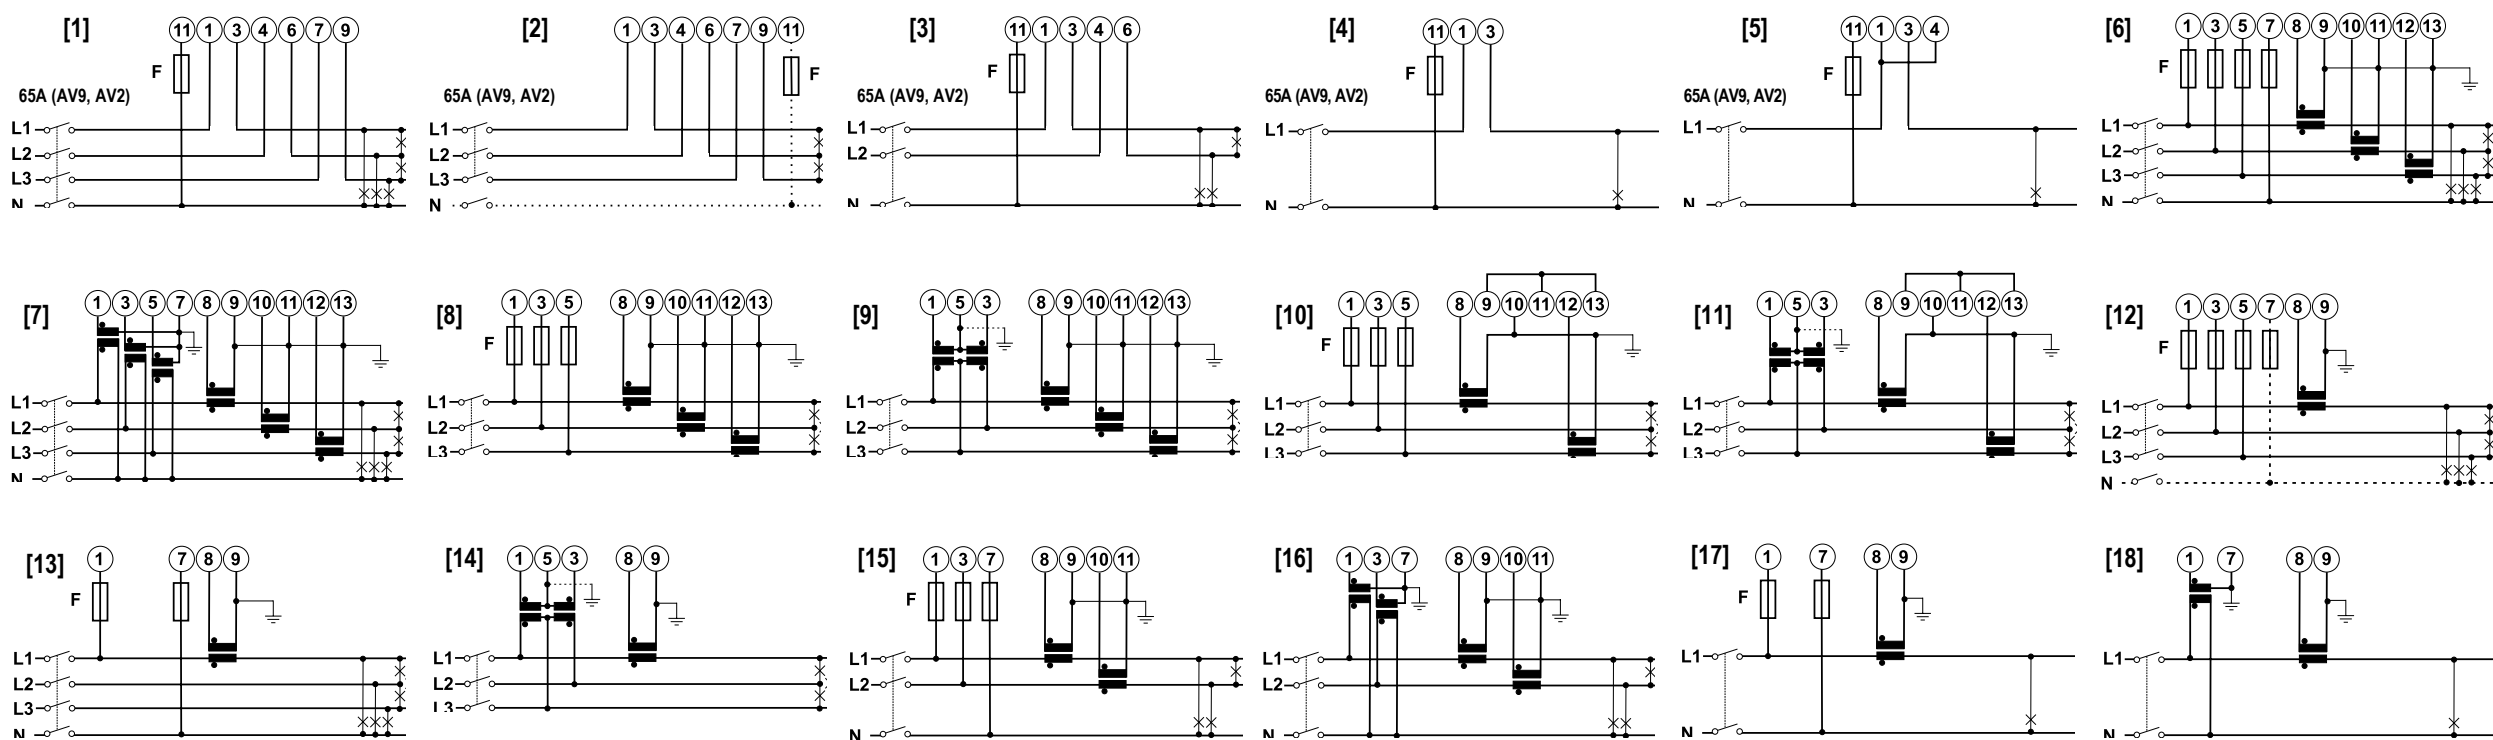 [1] 11 1 3 4 6 7 9
F
65A (AV9, AV2)
L1
L2
L3
N
[2] 1 3 4 6 7 9 11
F
65A (AV9, AV2)
L1
L2
L3
N
[3] 11 1 3 4 6
F
65A (AV9, AV2)
L1
L2
N
[4] 11 1 3
F
65A (AV9, AV2)
L1
N
[5] 11 1 3 4
F
65A (AV9, AV2)
L1
N
[6] 1 3 5 7 8 9 10 11 12 13
F
L1
L2
L3
N
[7] 1 3 5 7 8 9 10 11 12 13
L1
L2
L3
N
[8] 1 3 5 8 9 10 11 12 13
F
L1
L2
L3
[9] 1 5 3 8 9 10 11 12 13
L1
L2
L3
[10] 1 3 5 8 9 10 11 12 13
F
L1
L2
L3
[11] 1 5 3 8 9 10 11 12 13
L1
L2
L3
[12] 1 3 5 7 8 9
F
L1
L2
L3
N
[13] 1 7 8 9
F
L1
L2
L3
N
[14] 1 5 3 8 9
L1
L2
L3
[15] 1 3 7 8 9 10 11
F
L1
L2
N
[16] 1 3 7 8 9 10 11
L1
L2
N
[17] 1 7 8 9
F
L1
N
[18] 1 7 8 9
L1
N